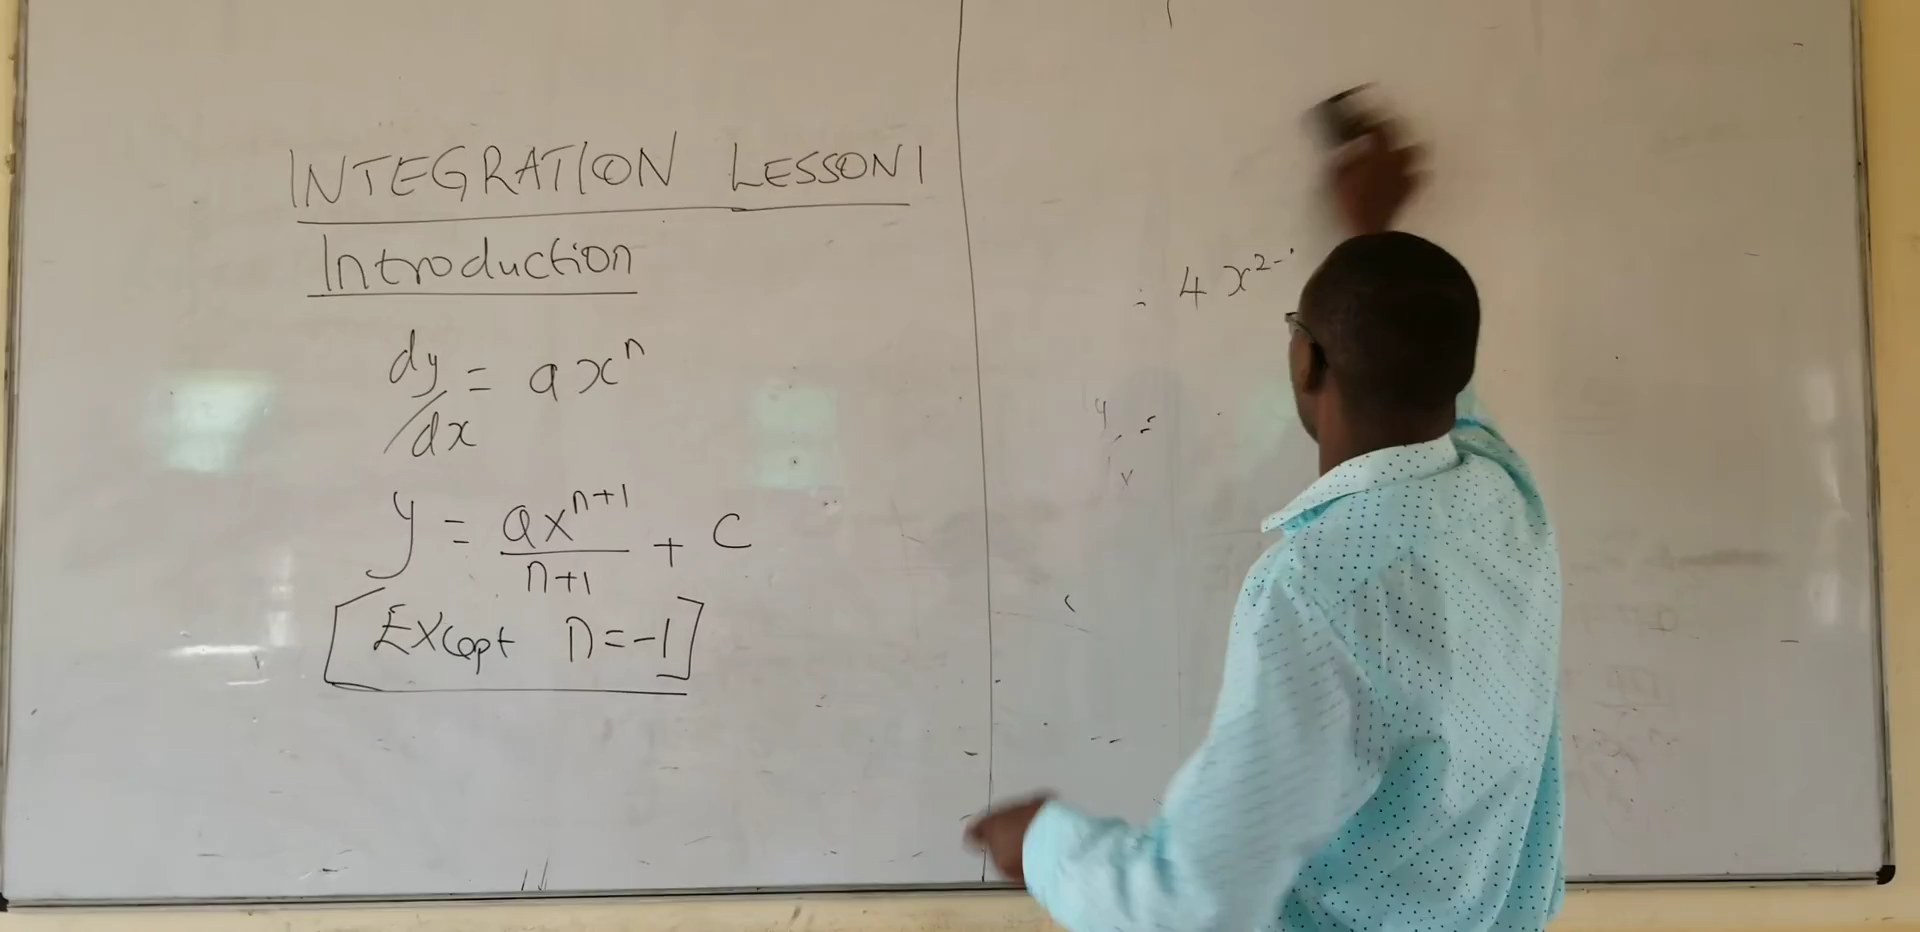 INTEGRATION LESSON 1
Introduction
dy/dx = ax^n
y = ax^(n+1)/(n+1) + c
[Except n=-1]
= 4x^2-
y =